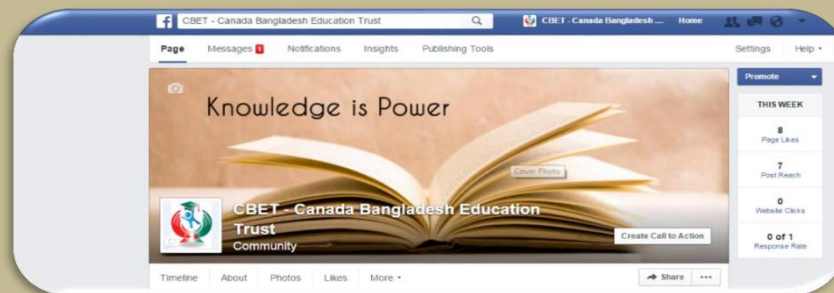 CBET - Canada Bangladesh Education Trust
CBET - Canada Bangladesh ... Home
Page Messages 1 Notifications Insights Publishing Tools Settings Help
Promote
Knowledge is Power
THIS WEEK
8
Page Likes
7
Post Reach
0
Website Clicks
0 of 1
Response Rate
Cover Photo
CBET - Canada Bangladesh Education
Trust
Community
Create Call to Action
Timeline About Photos Likes More
Share ...